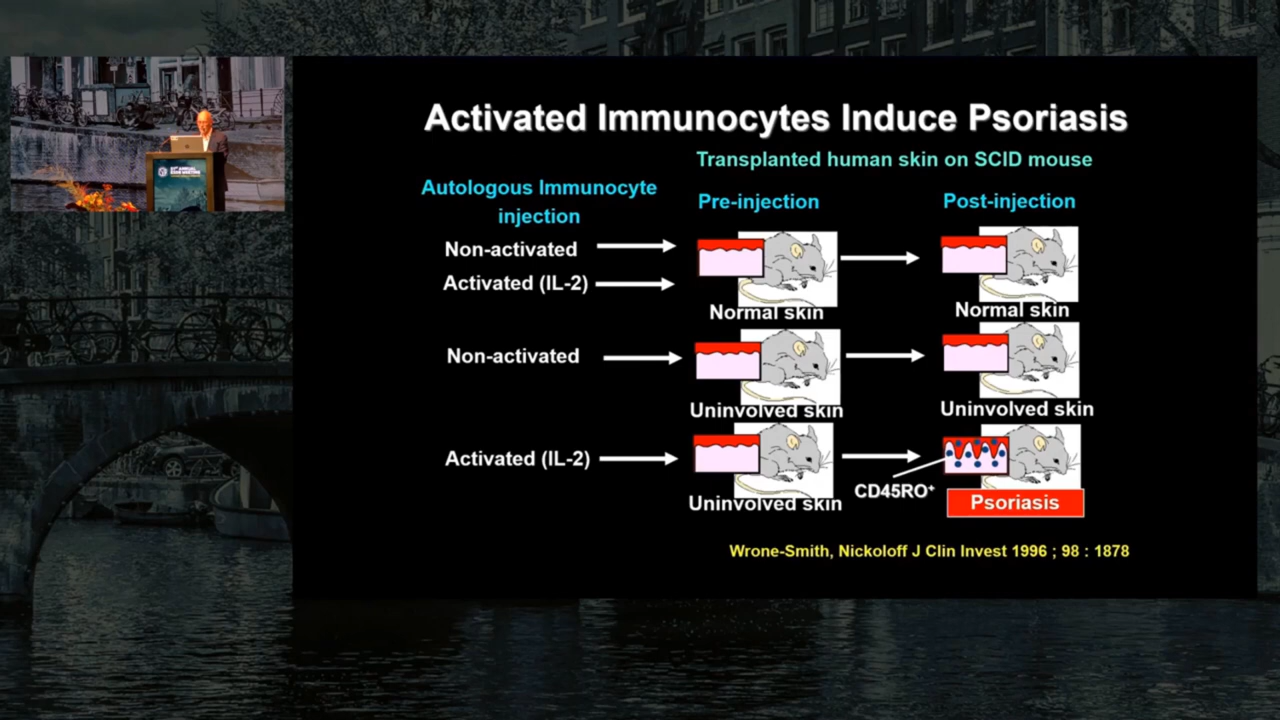 Activated Immunocytes Induce Psoriasis
Transplanted human skin on SCID mouse
Autologous Immunocyte
injection
Pre-injection
Post-injection
Non-activated
Activated (IL-2)
Normal skin
Normal skin
Non-activated
Uninvolved skin
Uninvolved skin
Activated (IL-2)
Uninvolved skin
CD45RO⁺
Psoriasis
Wrone-Smith, Nickoloff J Clin Invest 1996 ; 98 : 1878